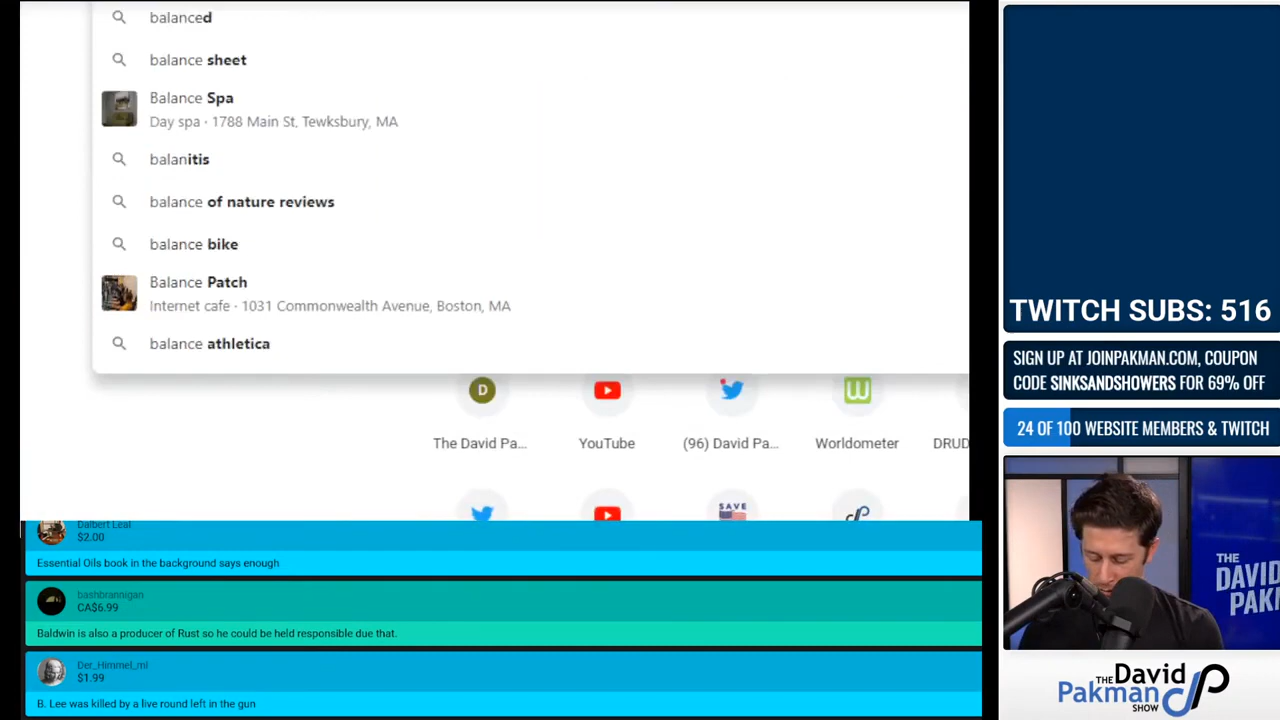 balanced
balance sheet
Balance Spa
Day spa · 1788 Main St, Tewksbury, MA
balanitis
balance of nature reviews
balance bike
Balance Patch
Internet cafe · 1031 Commonwealth Avenue, Boston, MA
balance athletica
D
The David Pa...
YouTube
(96) David Pa...
W
Worldometer
DRUD
SAVE
Dalbert Leal
$2.00
Essential Oils book in the background says enough
bashbrannigan
CA$6.99
Baldwin is also a producer of Rust so he could be held responsible due that.
Der_Himmel_ml
$1.99
B. Lee was killed by a live round left in the gun
TWITCH SUBS: 516
SIGN UP AT JOINPAKMAN.COM, COUPON
CODE SINKSANDSHOWERS FOR 69% OFF
24 OF 100 WEBSITE MEMBERS & TWITCH
THE
DAVID
PAK
THE David
Pakman
SHOW